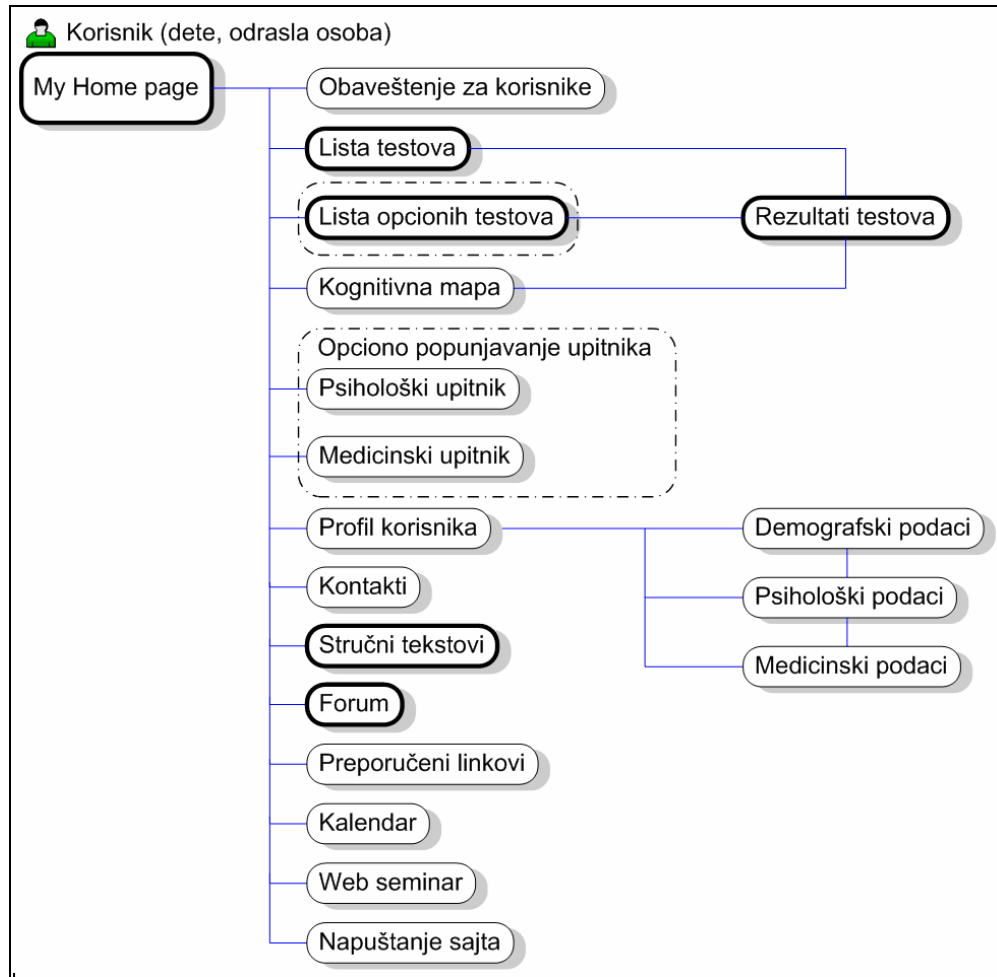 Korisnik (dete, odrasla osoba)
My Home page
Obaveštenje za korisnike
Lista testova
Lista opcionih testova
Rezultati testova
Kognitivna mapa
Opciono popunjavanje upitnika
Psihološki upitnik
Medicinski upitnik
Profil korisnika
Demografski podaci
Kontakti
Psihološki podaci
Stručni tekstovi
Medicinski podaci
Forum
Preporučeni linkovi
Kalendar
Web seminar
Napuštanje sajta